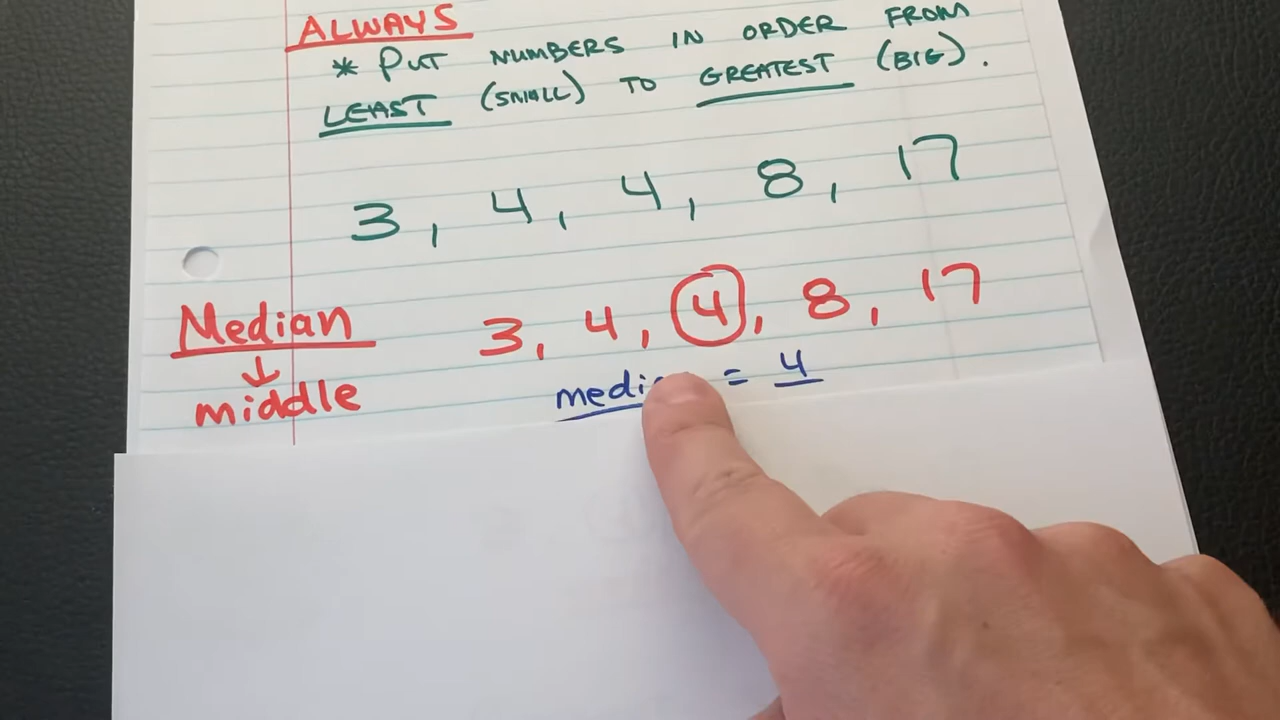 ALWAYS
* PUT NUMBERS IN ORDER FROM
LEAST (SMALL) TO GREATEST (BIG).
3, 4, 4, 8, 17
Median 3, 4, 4, 8, 17
↓
middle
= 4